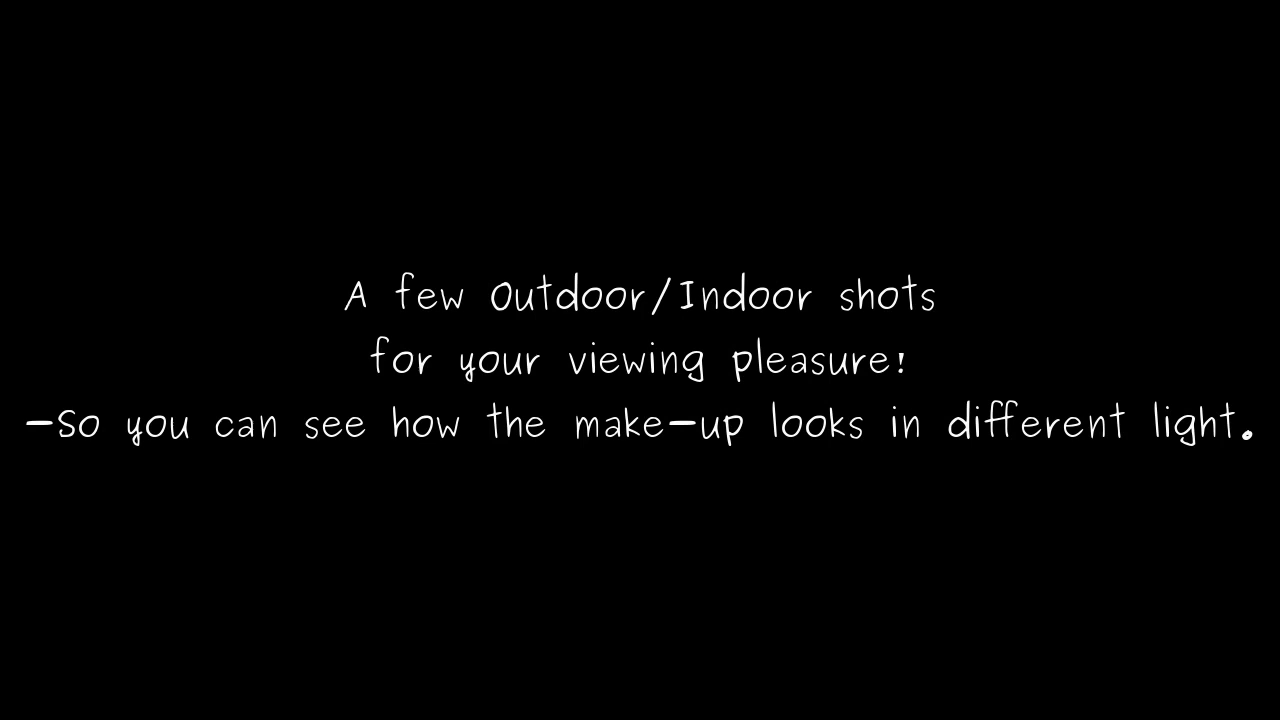 A few Outdoor/Indoor shots
for your viewing pleasure!
-So you can see how the make-up looks in different light.